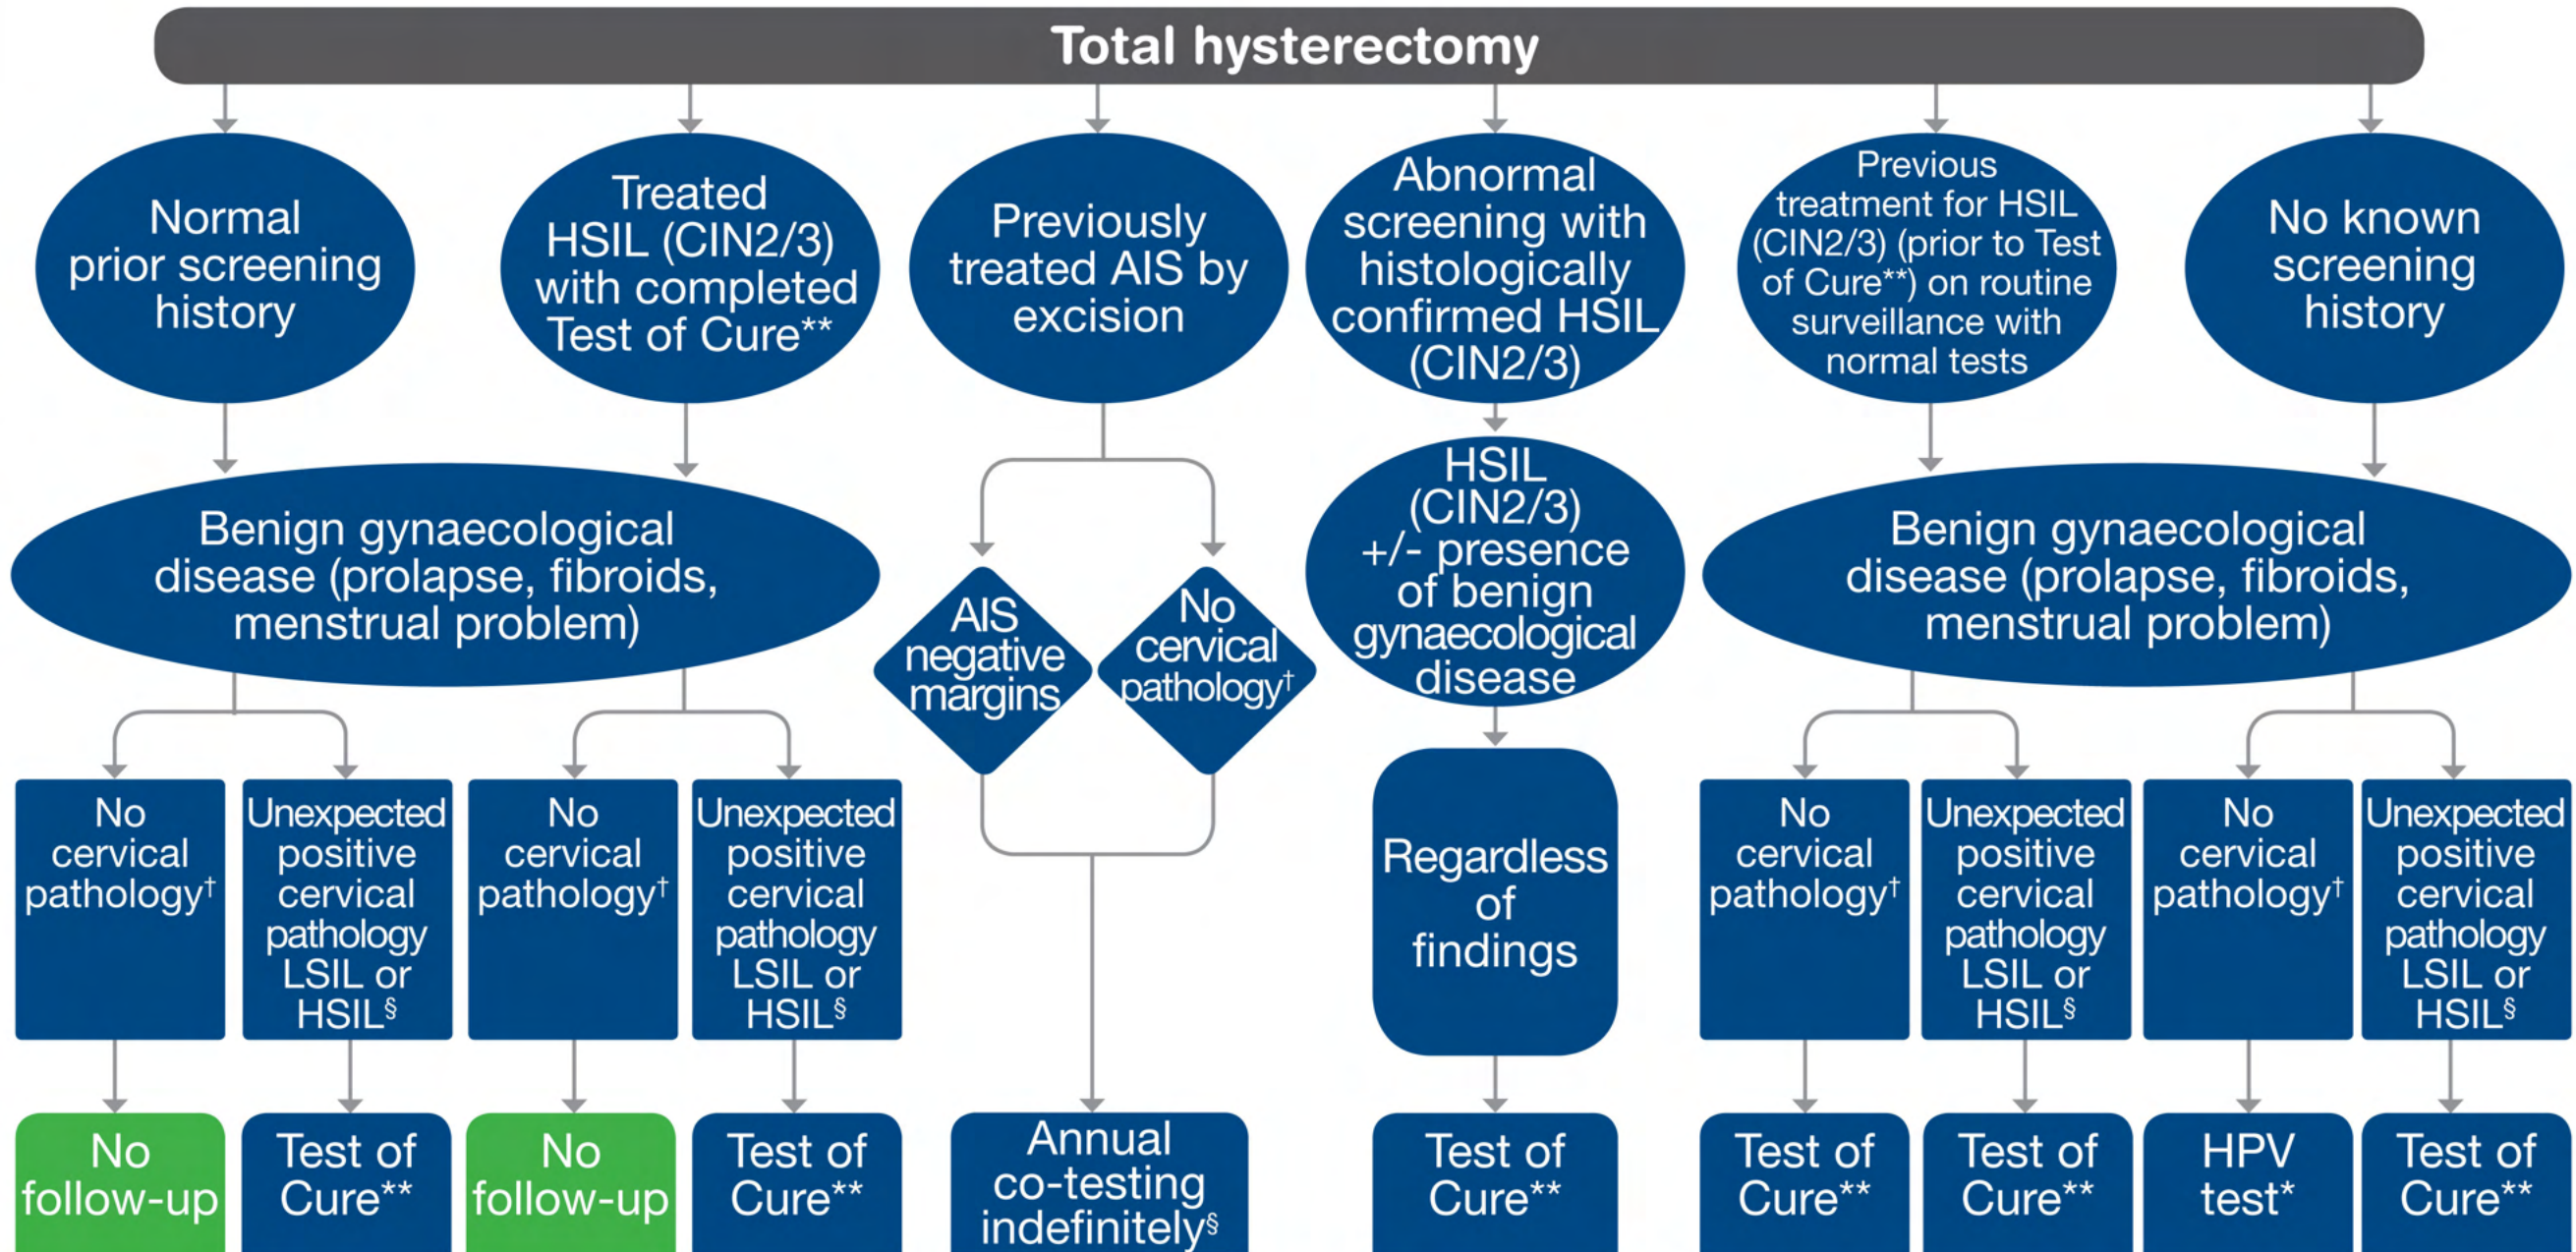 Total hysterectomy
Normal
prior screening
history
Treated
HSIL (CIN2/3)
with completed
Test of Cure**
Previously
treated AIS by
excision
Abnormal
screening with
histologically
confirmed HSIL
(CIN2/3)
Previous
treatment for HSIL
(CIN2/3) (prior to Test
of Cure**) on routine
surveillance with
normal tests
No known
screening
history
Benign gynaecological
disease (prolapse, fibroids,
menstrual problem)
AIS
negative
margins
No
cervical
pathology†
HSIL
(CIN2/3)
+/- presence
of benign
gynaecological
disease
Benign gynaecological
disease (prolapse, fibroids,
menstrual problem)
No
cervical
pathology†
Unexpected
positive
cervical
pathology
LSIL or
HSIL§
No
cervical
pathology†
Unexpected
positive
cervical
pathology
LSIL or
HSIL§
Regardless
of
findings
No
cervical
pathology†
Unexpected
positive
cervical
pathology
LSIL or
HSIL§
No
cervical
pathology†
Unexpected
positive
cervical
pathology
LSIL or
HSIL§
No
follow-up
Test of
Cure**
No
follow-up
Test of
Cure**
Annual
co-testing
indefinitely§
Test of
Cure**
Test of
Cure**
Test of
Cure**
HPV
test*
Test of
Cure**